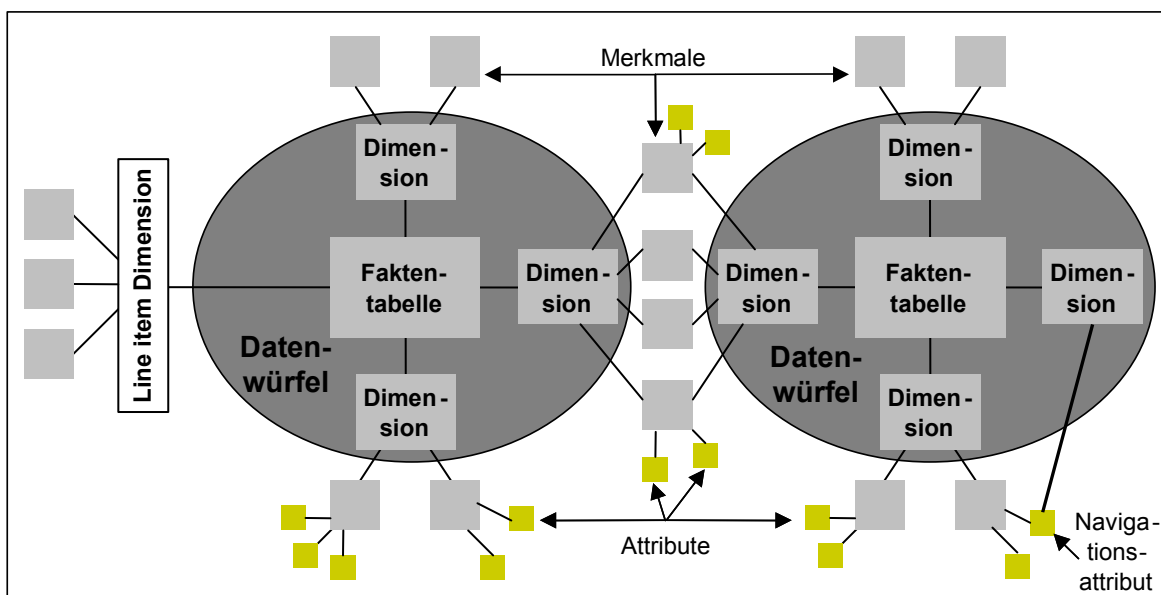 Merkmale
Dimen-
sion
Dimen-
sion
Line item Dimension
Fakten-
tabelle
Dimen-
sion
Dimen-
sion
Fakten-
tabelle
Dimen-
sion
Daten-
würfel
Daten-
würfel
Dimen-
sion
Dimen-
sion
Attribute
Naviga-
tions-
attribut